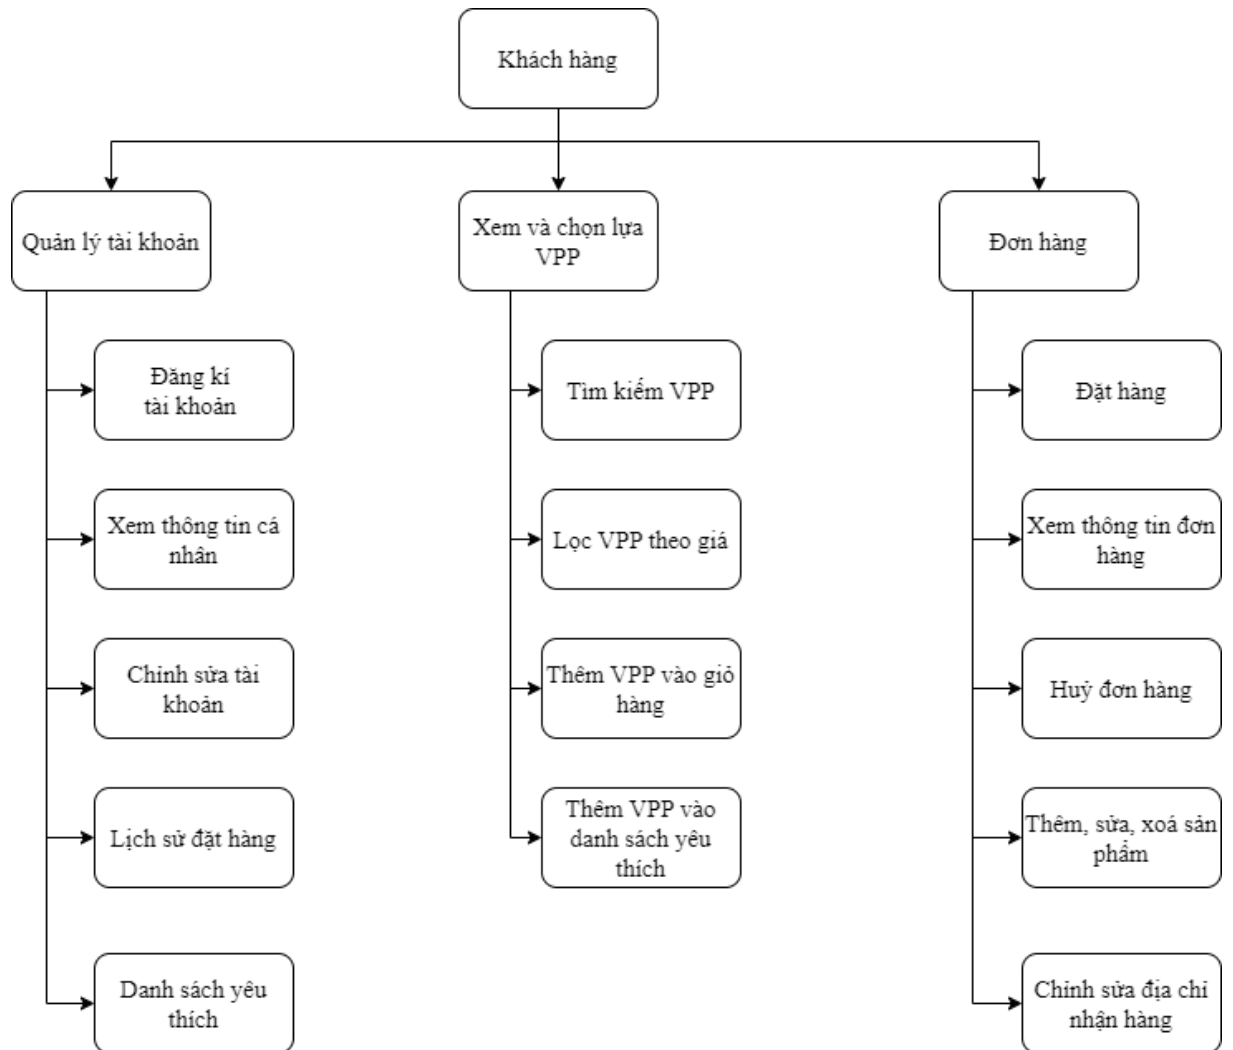 Khách hàng
Quản lý tài khoản
Xem và chọn lựa
VPP
Đơn hàng
Đăng kí
tài khoản
Tìm kiếm VPP
Đặt hàng
Xem thông tin cá
nhân
Lọc VPP theo giá
Xem thông tin đơn
hàng
Chỉnh sửa tài
khoản
Thêm VPP vào giỏ
hàng
Huỷ đơn hàng
Lịch sử đặt hàng
Thêm VPP vào
danh sách yêu
thích
Thêm, sửa, xoá sản
phẩm
Danh sách yêu
thích
Chỉnh sửa địa chỉ
nhận hàng